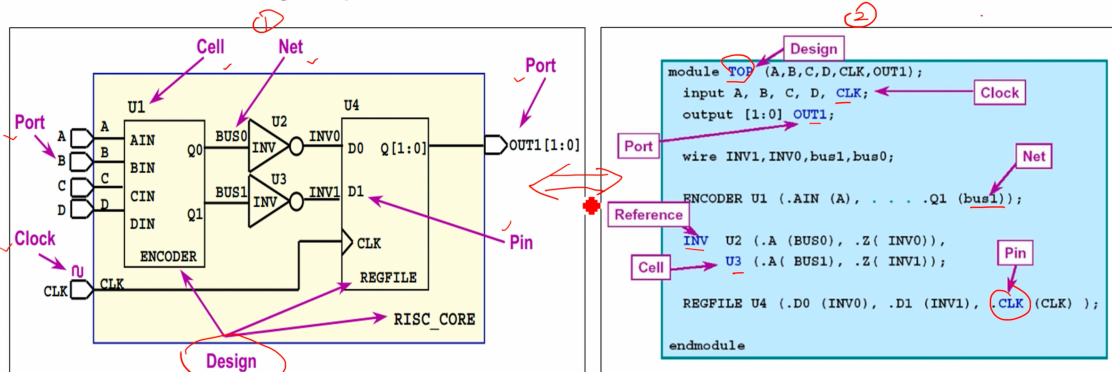 1
2
Cell
Net
Port
Port
Clock
Pin
Design
U1
A
A
B
B
C
C
D
D
AIN
BIN
CIN
DIN
Q0
Q1
ENCODER
BUS0
BUS1
U2
INV
U3
INV
INV0
INV1
U4
D0
Q[1:0]
D1
CLK
REGFILE
OUT1[1:0]
CLK
CLK
RISC_CORE
Design
Clock
Port
Net
Reference
Cell
Pin
module TOP (A,B,C,D,CLK,OUT1);
input A, B, C, D, CLK;
output [1:0] OUT1;
wire INV1,INV0,bus1,bus0;
ENCODER U1 (.AIN (A), . . . .Q1 (bus1));
INV U2 (.A (BUS0), .Z( INV0)),
U3 (.A( BUS1), .Z( INV1));
REGFILE U4 (.D0 (INV0), .D1 (INV1), .CLK (CLK) );
endmodule